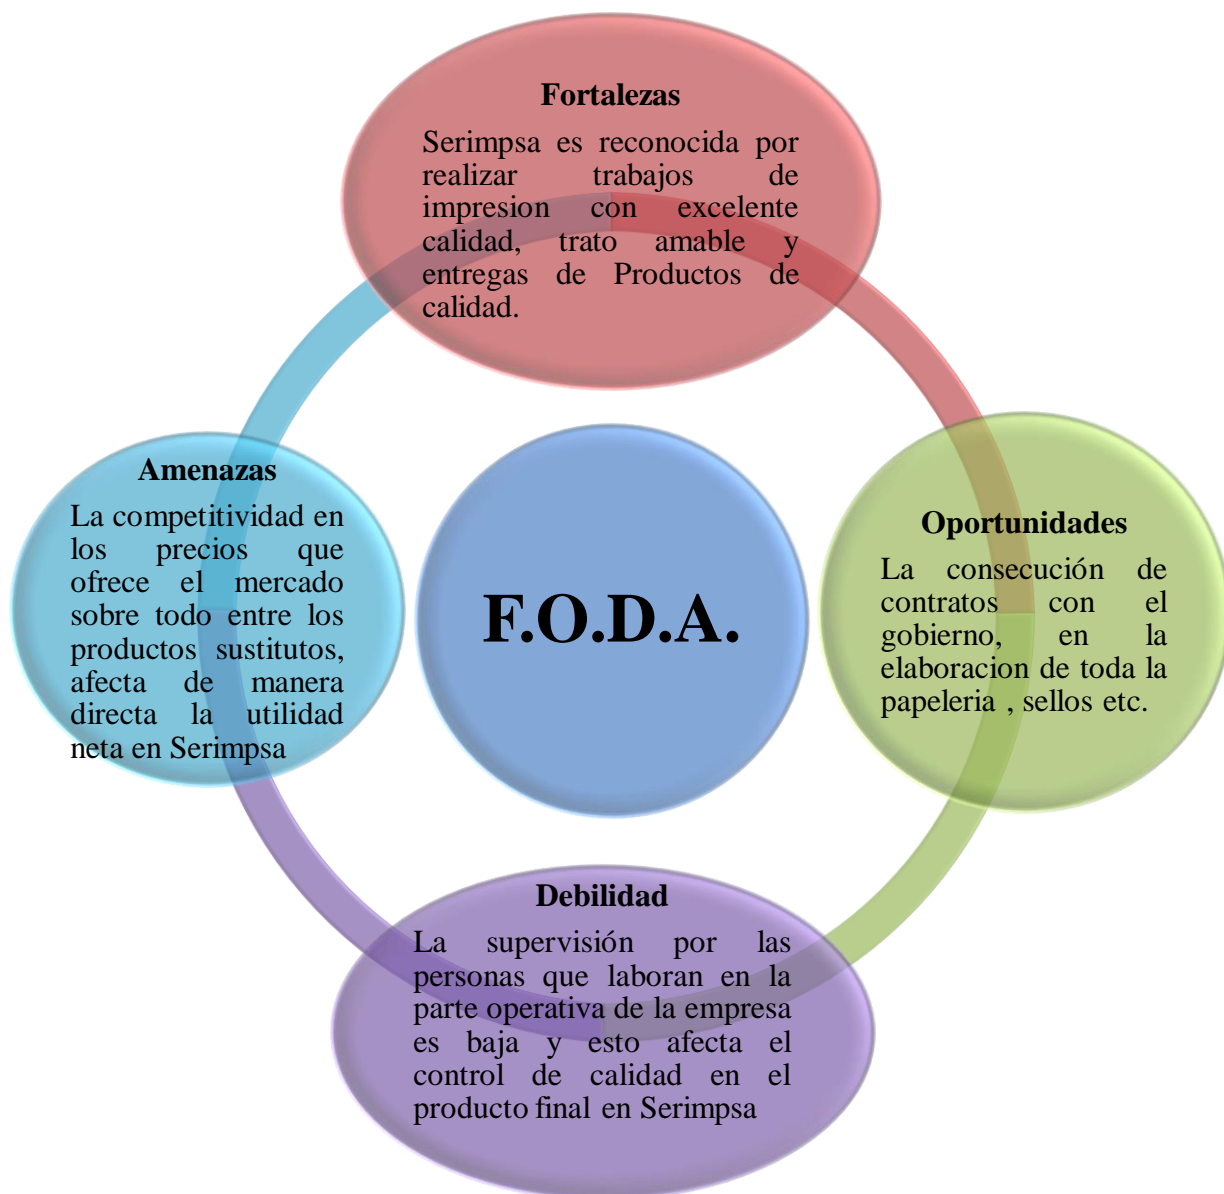 Fortalezas
Serimpsa es reconocida por
realizar trabajos de
impresion con excelente
calidad, trato amable y
entregas de Productos de
calidad.
Amenazas
La competitividad en
los precios que
ofrece el mercado
sobre todo entre los
productos sustitutos,
afecta de manera
directa la utilidad
neta en Serimpsa
F.O.D.A.
Oportunidades
La consecución de
contratos con el
gobierno, en la
elaboracion de toda la
papeleria , sellos etc.
Debilidad
La supervisión por las
personas que laboran en la
parte operativa de la empresa
es baja y esto afecta el
control de calidad en el
producto final en Serimpsa